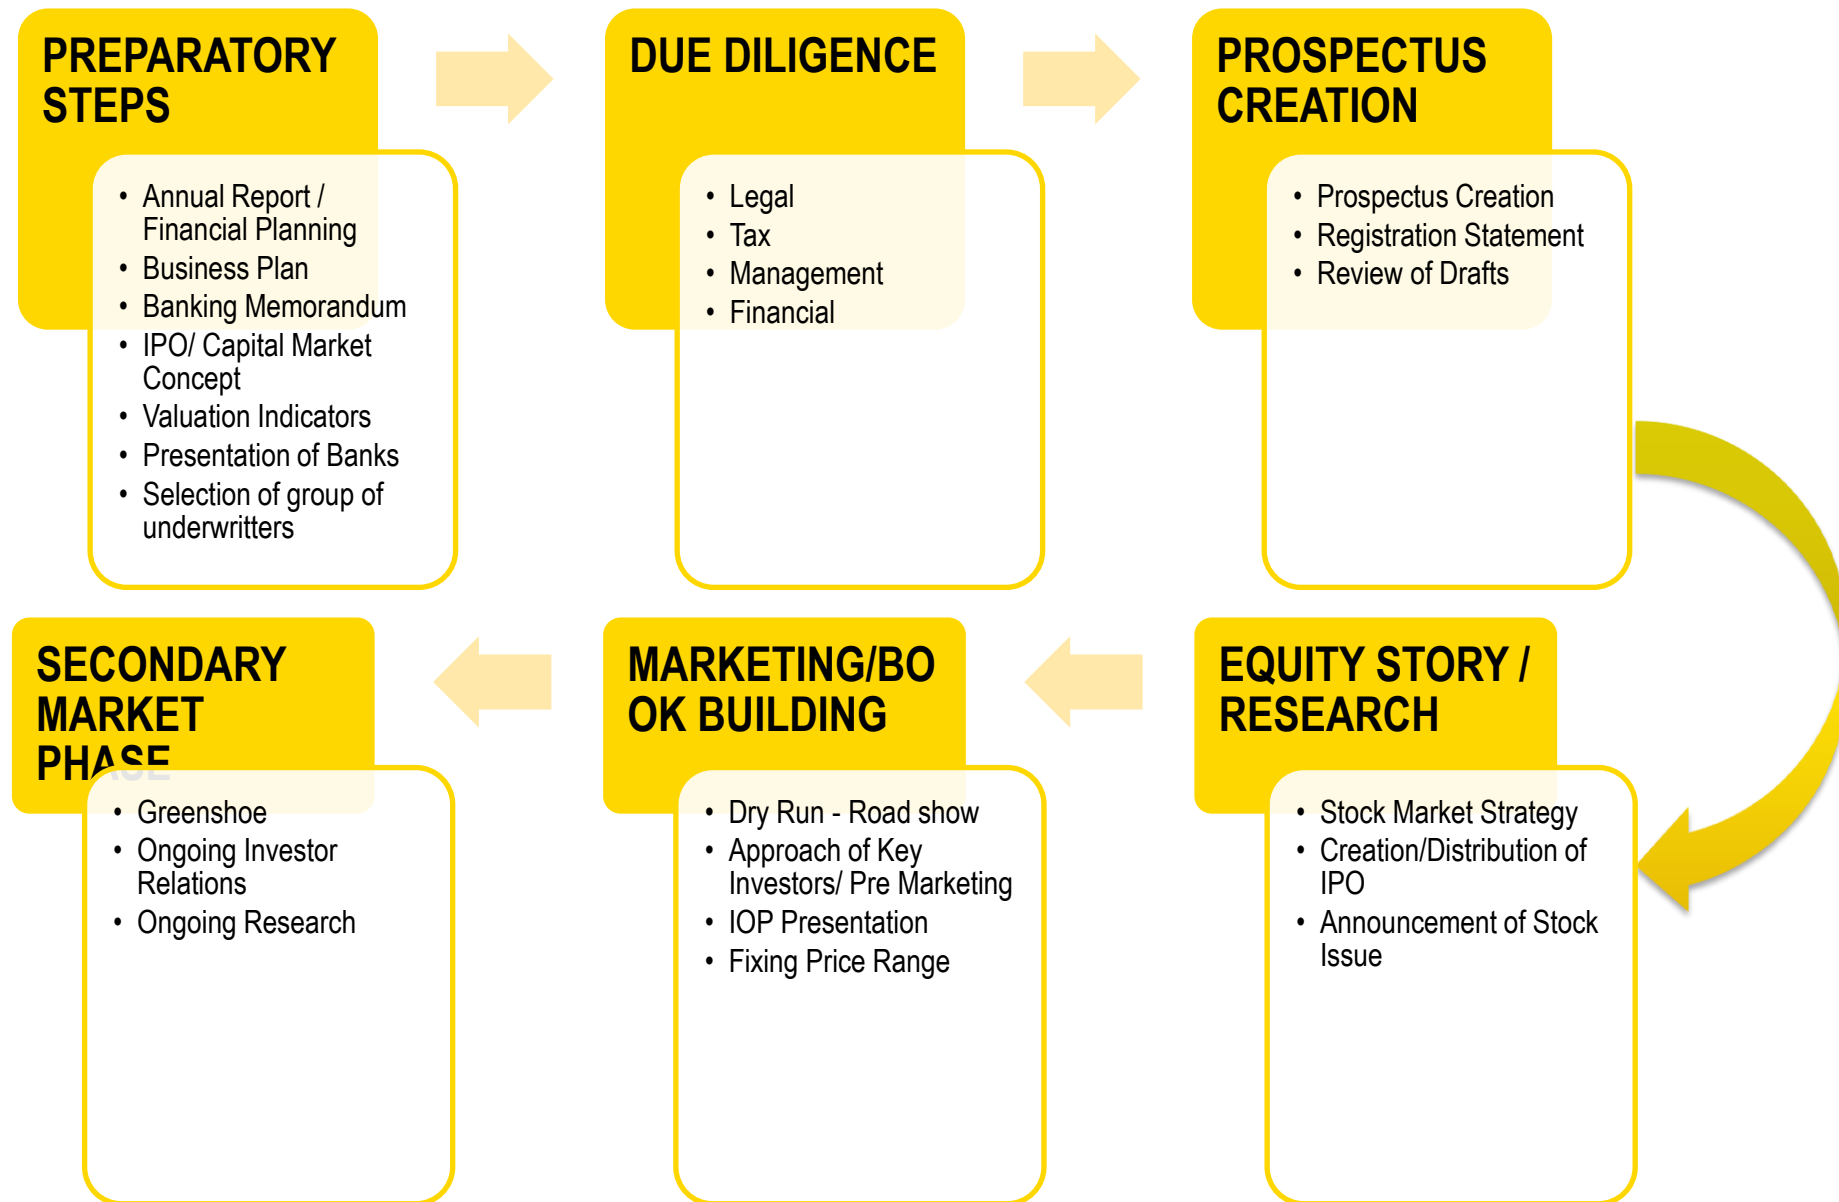 PREPARATORY
STEPS
• Annual Report /
Financial Planning
• Business Plan
• Banking Memorandum
• IPO/ Capital Market
Concept
• Valuation Indicators
• Presentation of Banks
• Selection of group of
underwritters
DUE DILIGENCE
• Legal
• Tax
• Management
• Financial
PROSPECTUS
CREATION
• Prospectus Creation
• Registration Statement
• Review of Drafts
EQUITY STORY /
RESEARCH
• Stock Market Strategy
• Creation/Distribution of
IPO
• Announcement of Stock
Issue
MARKETING/BO
OK BUILDING
• Dry Run - Road show
• Approach of Key
Investors/ Pre Marketing
• IOP Presentation
• Fixing Price Range
SECONDARY
MARKET
PHASE
• Greenshoe
• Ongoing Investor
Relations
• Ongoing Research